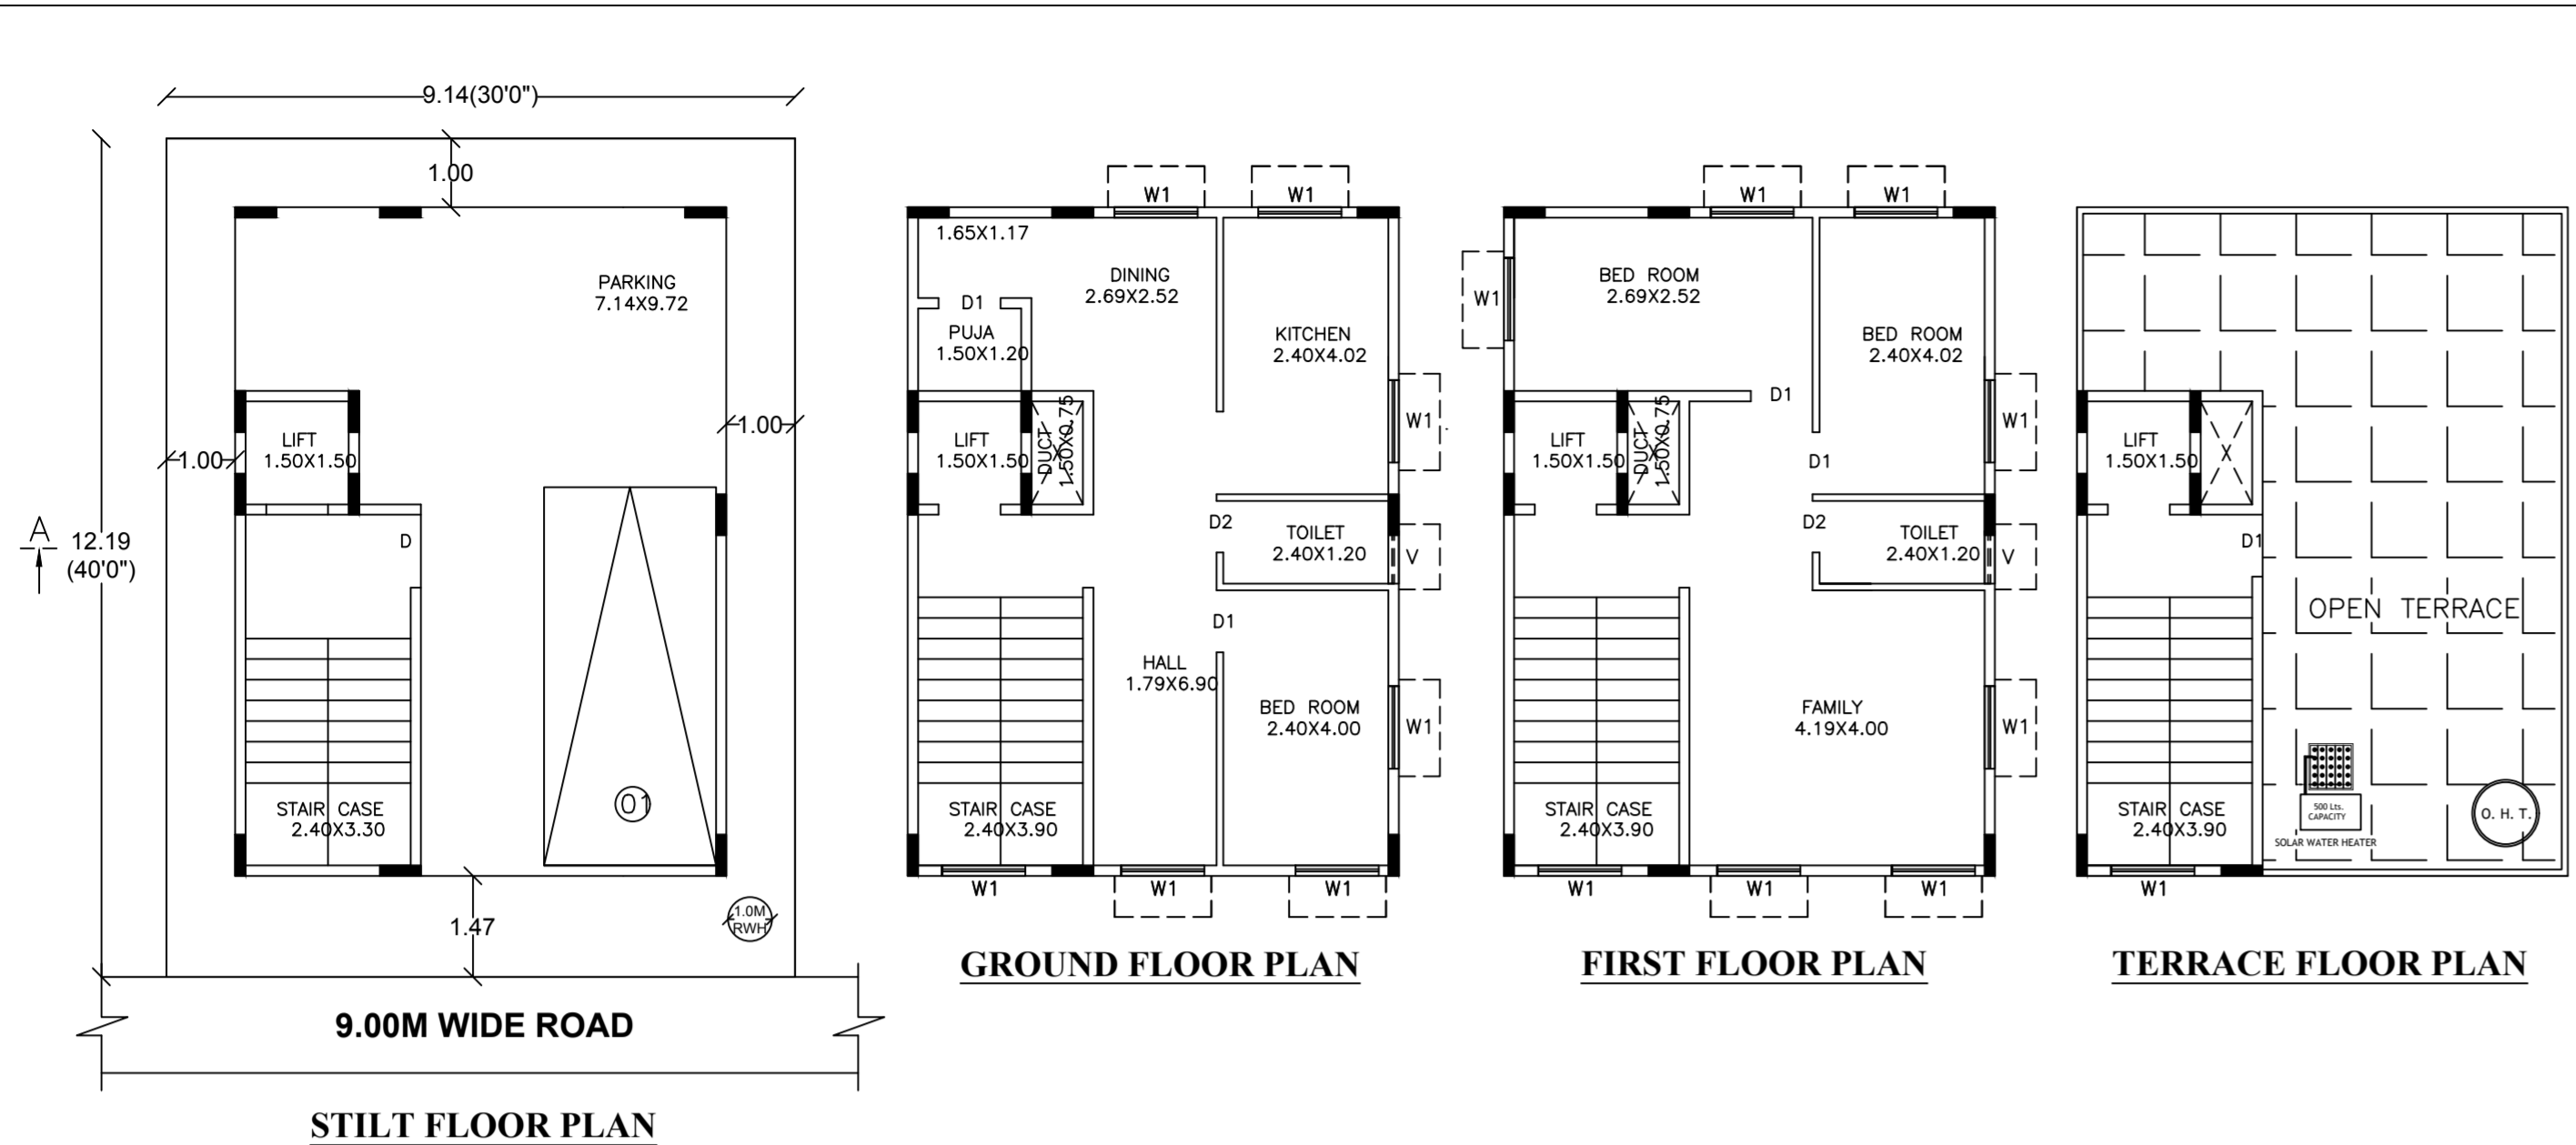 9.14(30'0")
1.00
PARKING
7.14X9.72
LIFT
1.50X1.50
1.00
1.00
A
12.19
(40'0")
D
01
STAIR CASE
2.40X3.30
1.47
1.0M
RWH
9.00M WIDE ROAD
STILT FLOOR PLAN
W1
W1
1.65X1.17
DINING
2.69X2.52
D1
PUJA
1.50X1.20
KITCHEN
2.40X4.02
LIFT
1.50X1.50
DUCT
1.50X0.75
W1
D2
TOILET
2.40X1.20
V
D1
HALL
1.79X6.90
BED ROOM
2.40X4.00
W1
STAIR CASE
2.40X3.90
W1
W1
W1
GROUND FLOOR PLAN
W1
W1
W1
BED ROOM
2.69X2.52
BED ROOM
2.40X4.02
D1
LIFT
1.50X1.50
DUCT
1.50X0.75
D1
W1
D2
TOILET
2.40X1.20
V
FAMILY
4.19X4.00
W1
STAIR CASE
2.40X3.90
W1
W1
W1
FIRST FLOOR PLAN
LIFT
1.50X1.50
X
D1
OPEN TERRACE
500 Lts.
CAPACITY
SOLAR WATER HEATER
O. H. T.
STAIR CASE
2.40X3.90
W1
TERRACE FLOOR PLAN